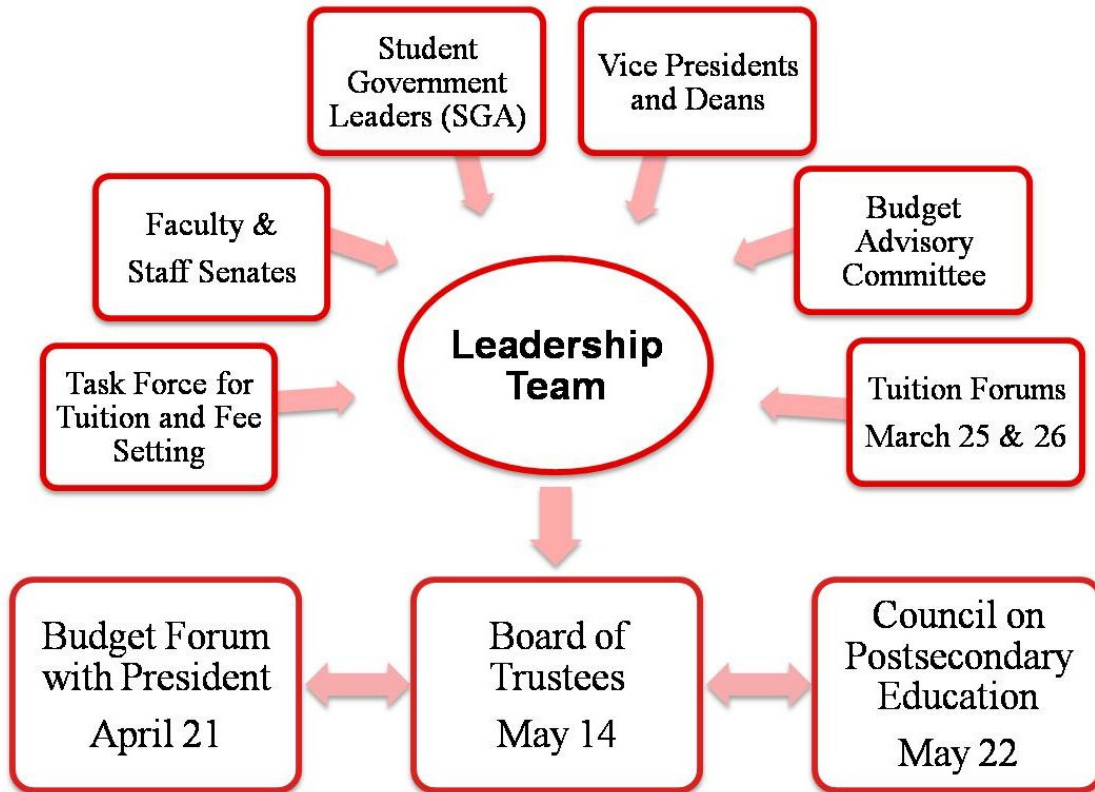 Student
Government
Leaders (SGA)
Vice Presidents
and Deans
Faculty &
Staff Senates
Budget
Advisory
Committee
Leadership
Team
Task Force for
Tuition and Fee
Setting
Tuition Forums
March 25 & 26
Budget Forum
with President
April 21
Board of
Trustees
May 14
Council on
Postsecondary
Education
May 22